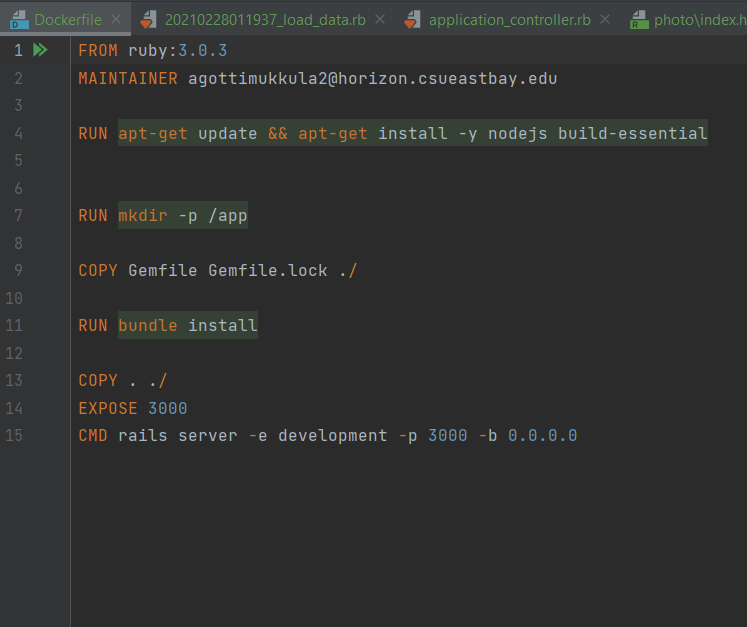 Dockerfile 20210228011937_load_data.rb application_controller.rb photo\index.h
1 FROM ruby:3.0.3
2 MAINTAINER agottimukkula2@horizon.csueastbay.edu
3
4 RUN apt-get update && apt-get install -y nodejs build-essential
5
6
7 RUN mkdir -p /app
8
9 COPY Gemfile Gemfile.lock ./
10
11 RUN bundle install
12
13 COPY . ./
14 EXPOSE 3000
15 CMD rails server -e development -p 3000 -b 0.0.0.0